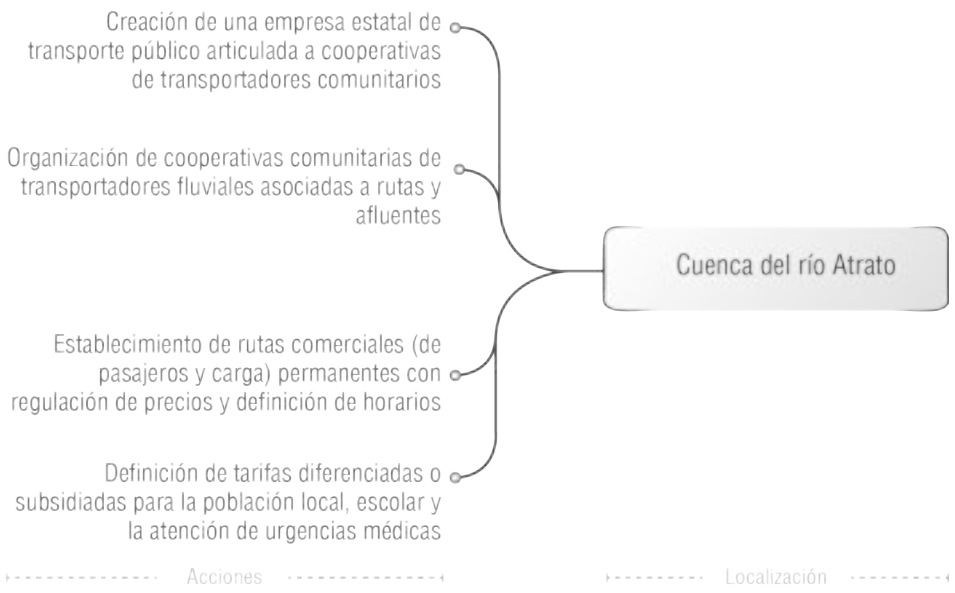 Creación de una empresa estatal de
transporte público articulada a cooperativas
de transportadores comunitarios
Organización de cooperativas comunitarias de
transportadores fluviales asociadas a rutas y
afluentes
Cuenca del río Atrato
Establecimiento de rutas comerciales (de
pasajeros y carga) permanentes con
regulación de precios y definición de horarios
Definición de tarifas diferenciadas o
subsidiadas para la población local, escolar y
la atención de urgencias médicas
Acciones
Localización